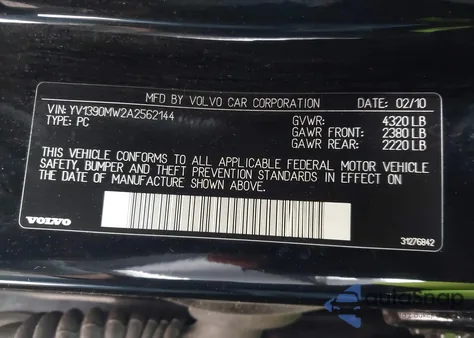 MFD BY VOLVO CAR CORPORATION DATE: 02/10
VIN: YV1390MW2A2562144 GVWR: 4320 LB
TYPE: PC GAWR FRONT: 2380 LB
GAWR REAR: 2220 LB
THIS VEHICLE CONFORMS TO ALL APPLICABLE FEDERAL MOTOR VEHICLE
SAFETY, BUMPER AND THEFT PREVENTION STANDARDS IN EFFECT ON
THE DATE OF MANUFACTURE SHOWN ABOVE.
VOLVO 31276842
autosnap